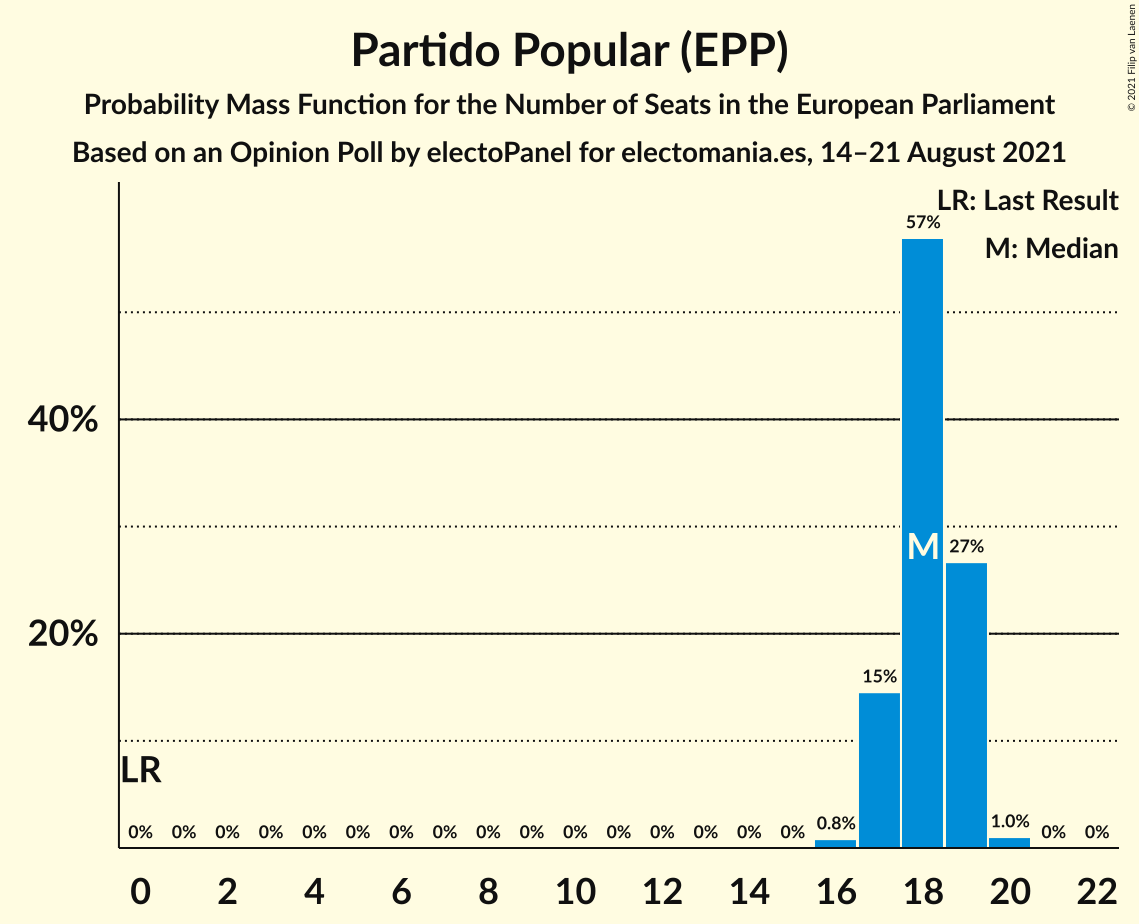 Partido Popular (EPP)
Probability Mass Function for the Number of Seats in the European Parliament
Based on an Opinion Poll by electoPanel for electomania.es, 14–21 August 2021
© 2021 Filip van Laenen
LR: Last Result
M: Median
57%
40%
M
27%
20%
15%
LR
0% 0% 0% 0% 0% 0% 0% 0% 0% 0% 0% 0% 0% 0% 0% 0% 0.8% 1.0% 0% 0%
0 2 4 6 8 10 12 14 16 18 20 22